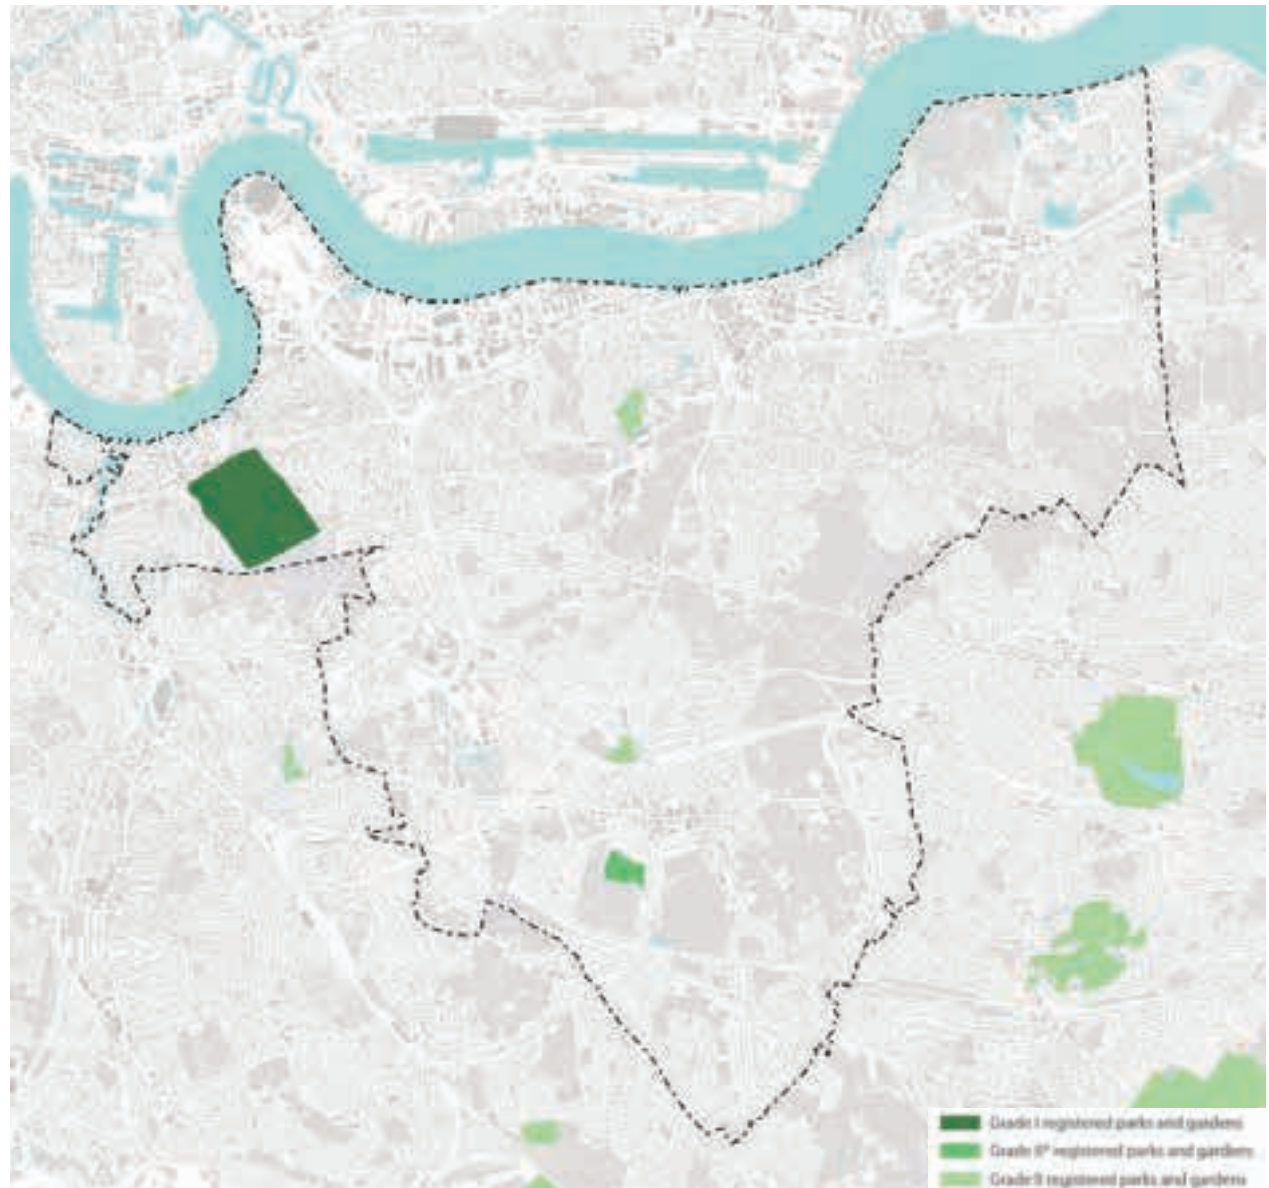 Grade I registered parks and gardens
Grade II* registered parks and gardens
Grade II registered parks and gardens